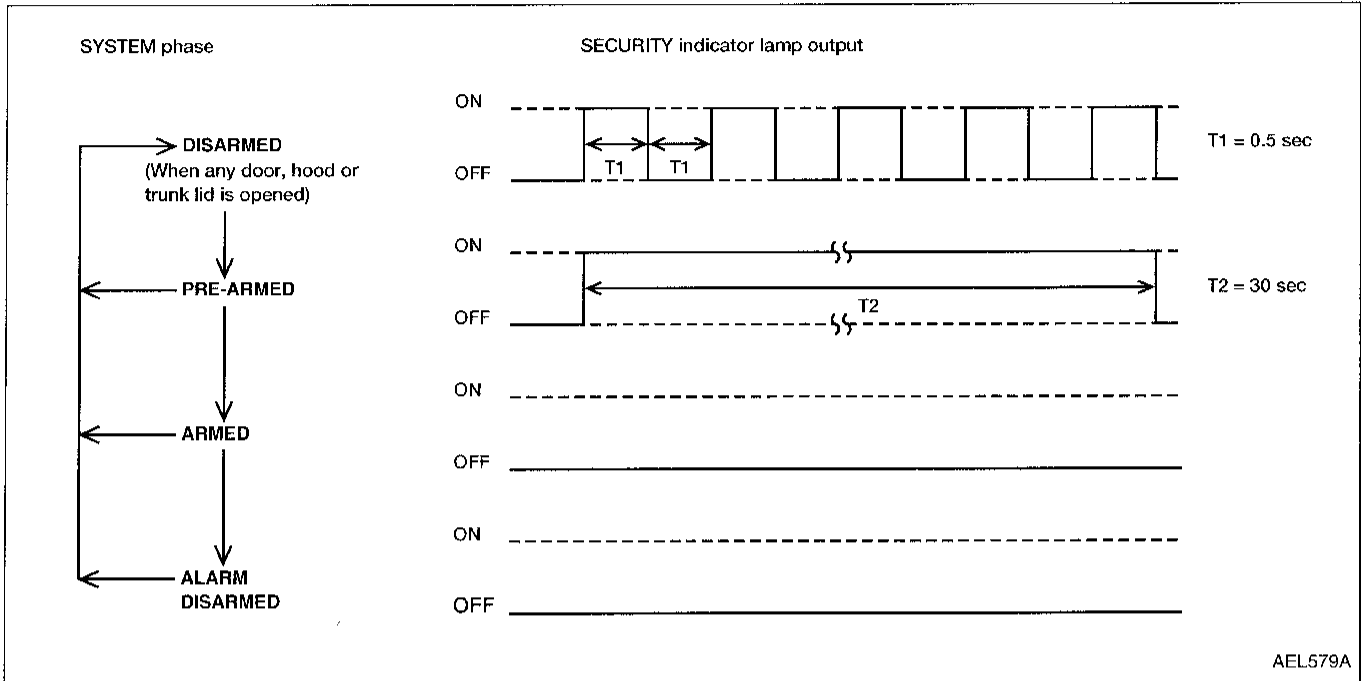 SYSTEM phase
SECURITY indicator lamp output
DISARMED
(When any door, hood or
trunk lid is opened)
ON
OFF
T1
T1
T1 = 0.5 sec
PRE-ARMED
ON
OFF
T2
T2 = 30 sec
ARMED
ON
OFF
ALARM
DISARMED
ON
OFF
AEL579A